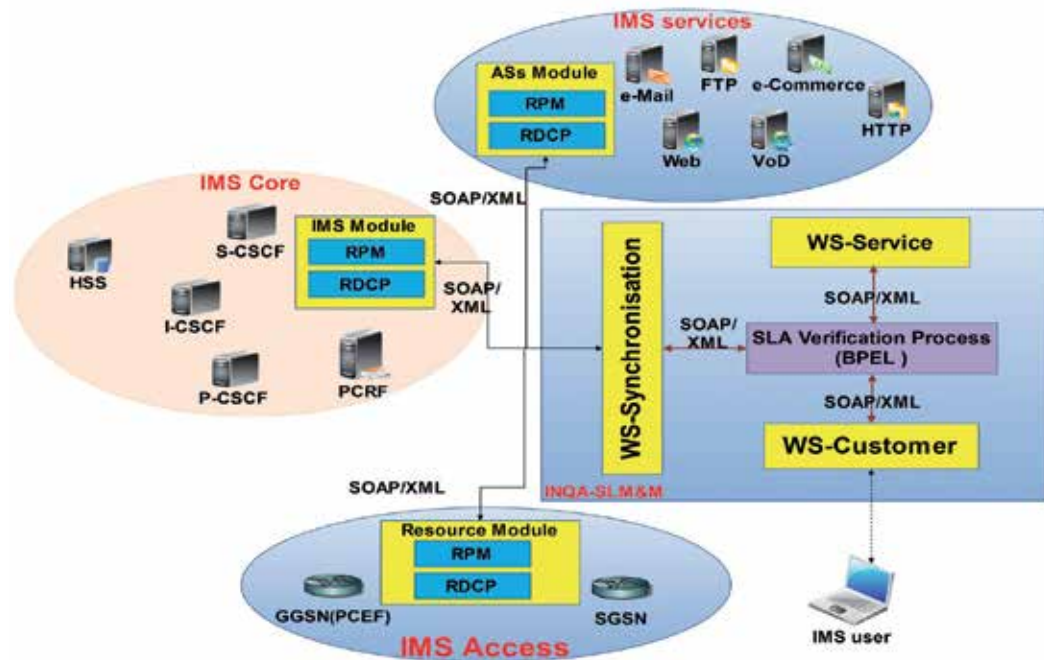 IMS services
ASs Module
RPM
RDCP
e-Mail
FTP
e-Commerce
HTTP
Web
VoD
IMS Core
SOAP/XML
IMS Module
RPM
RDCP
S-CSCF
HSS
I-CSCF
P-CSCF
PCRF
SOAP/
XML
WS-Synchronisation
WS-Service
SOAP/XML
SOAP/
XML
SLA Verification Process
(BPEL )
SOAP/XML
WS-Customer
INQA-SLM&M
SOAP/XML
Resource Module
RPM
RDCP
GGSN(PCEF)
SGSN
IMS Access
IMS user